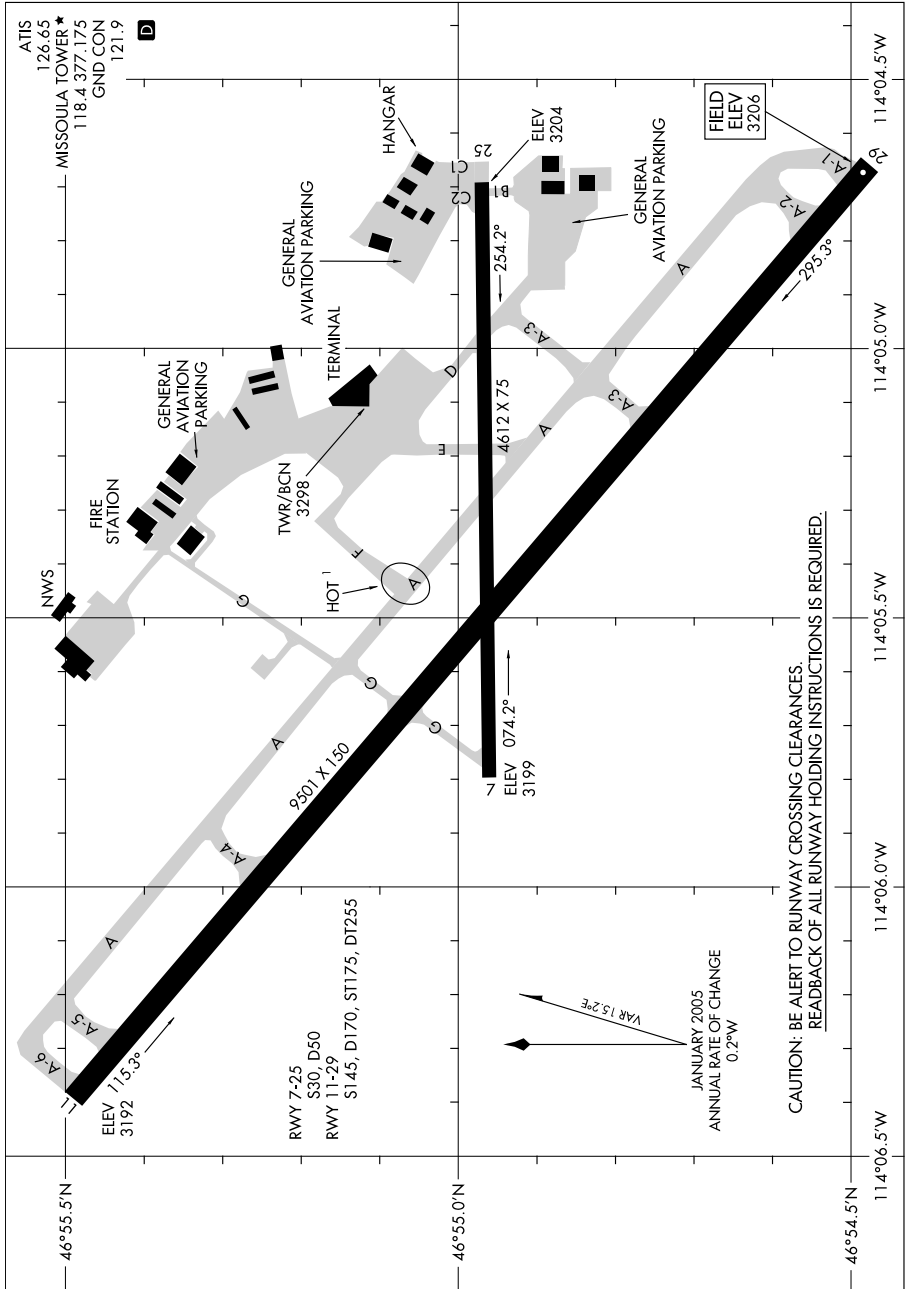 ATIS
126.65
MISSOULA TOWER★
118.4 377.175
GND CON
121.9
D
NWS
FIRE
STATION
GENERAL
AVIATION
PARKING
TWR/BCN
3298
TERMINAL
GENERAL
AVIATION PARKING
HANGAR
HOT 1
C1
C2
25
B1
ELEV
3204
GENERAL
AVIATION PARKING
FIELD
ELEV
3206
A-6
A-5
11
ELEV
3192
115.3°
A
A-4
9501 X 150
A
G
G
G
F
A
E
D
4612 X 75
254.2°
A
A-3
A-3
A
A-2
A-1
29
295.3°
7
ELEV
3199
074.2°
RWY 7-25
S30, D50
RWY 11-29
S145, D170, ST175, DT255
VAR 15.2°E
JANUARY 2005
ANNUAL RATE OF CHANGE
0.2°W
CAUTION: BE ALERT TO RUNWAY CROSSING CLEARANCES.
READBACK OF ALL RUNWAY HOLDING INSTRUCTIONS IS REQUIRED.
46°55.5'N
46°55.0'N
46°54.5'N
114°06.5'W
114°06.0'W
114°05.5'W
114°05.0'W
114°04.5'W